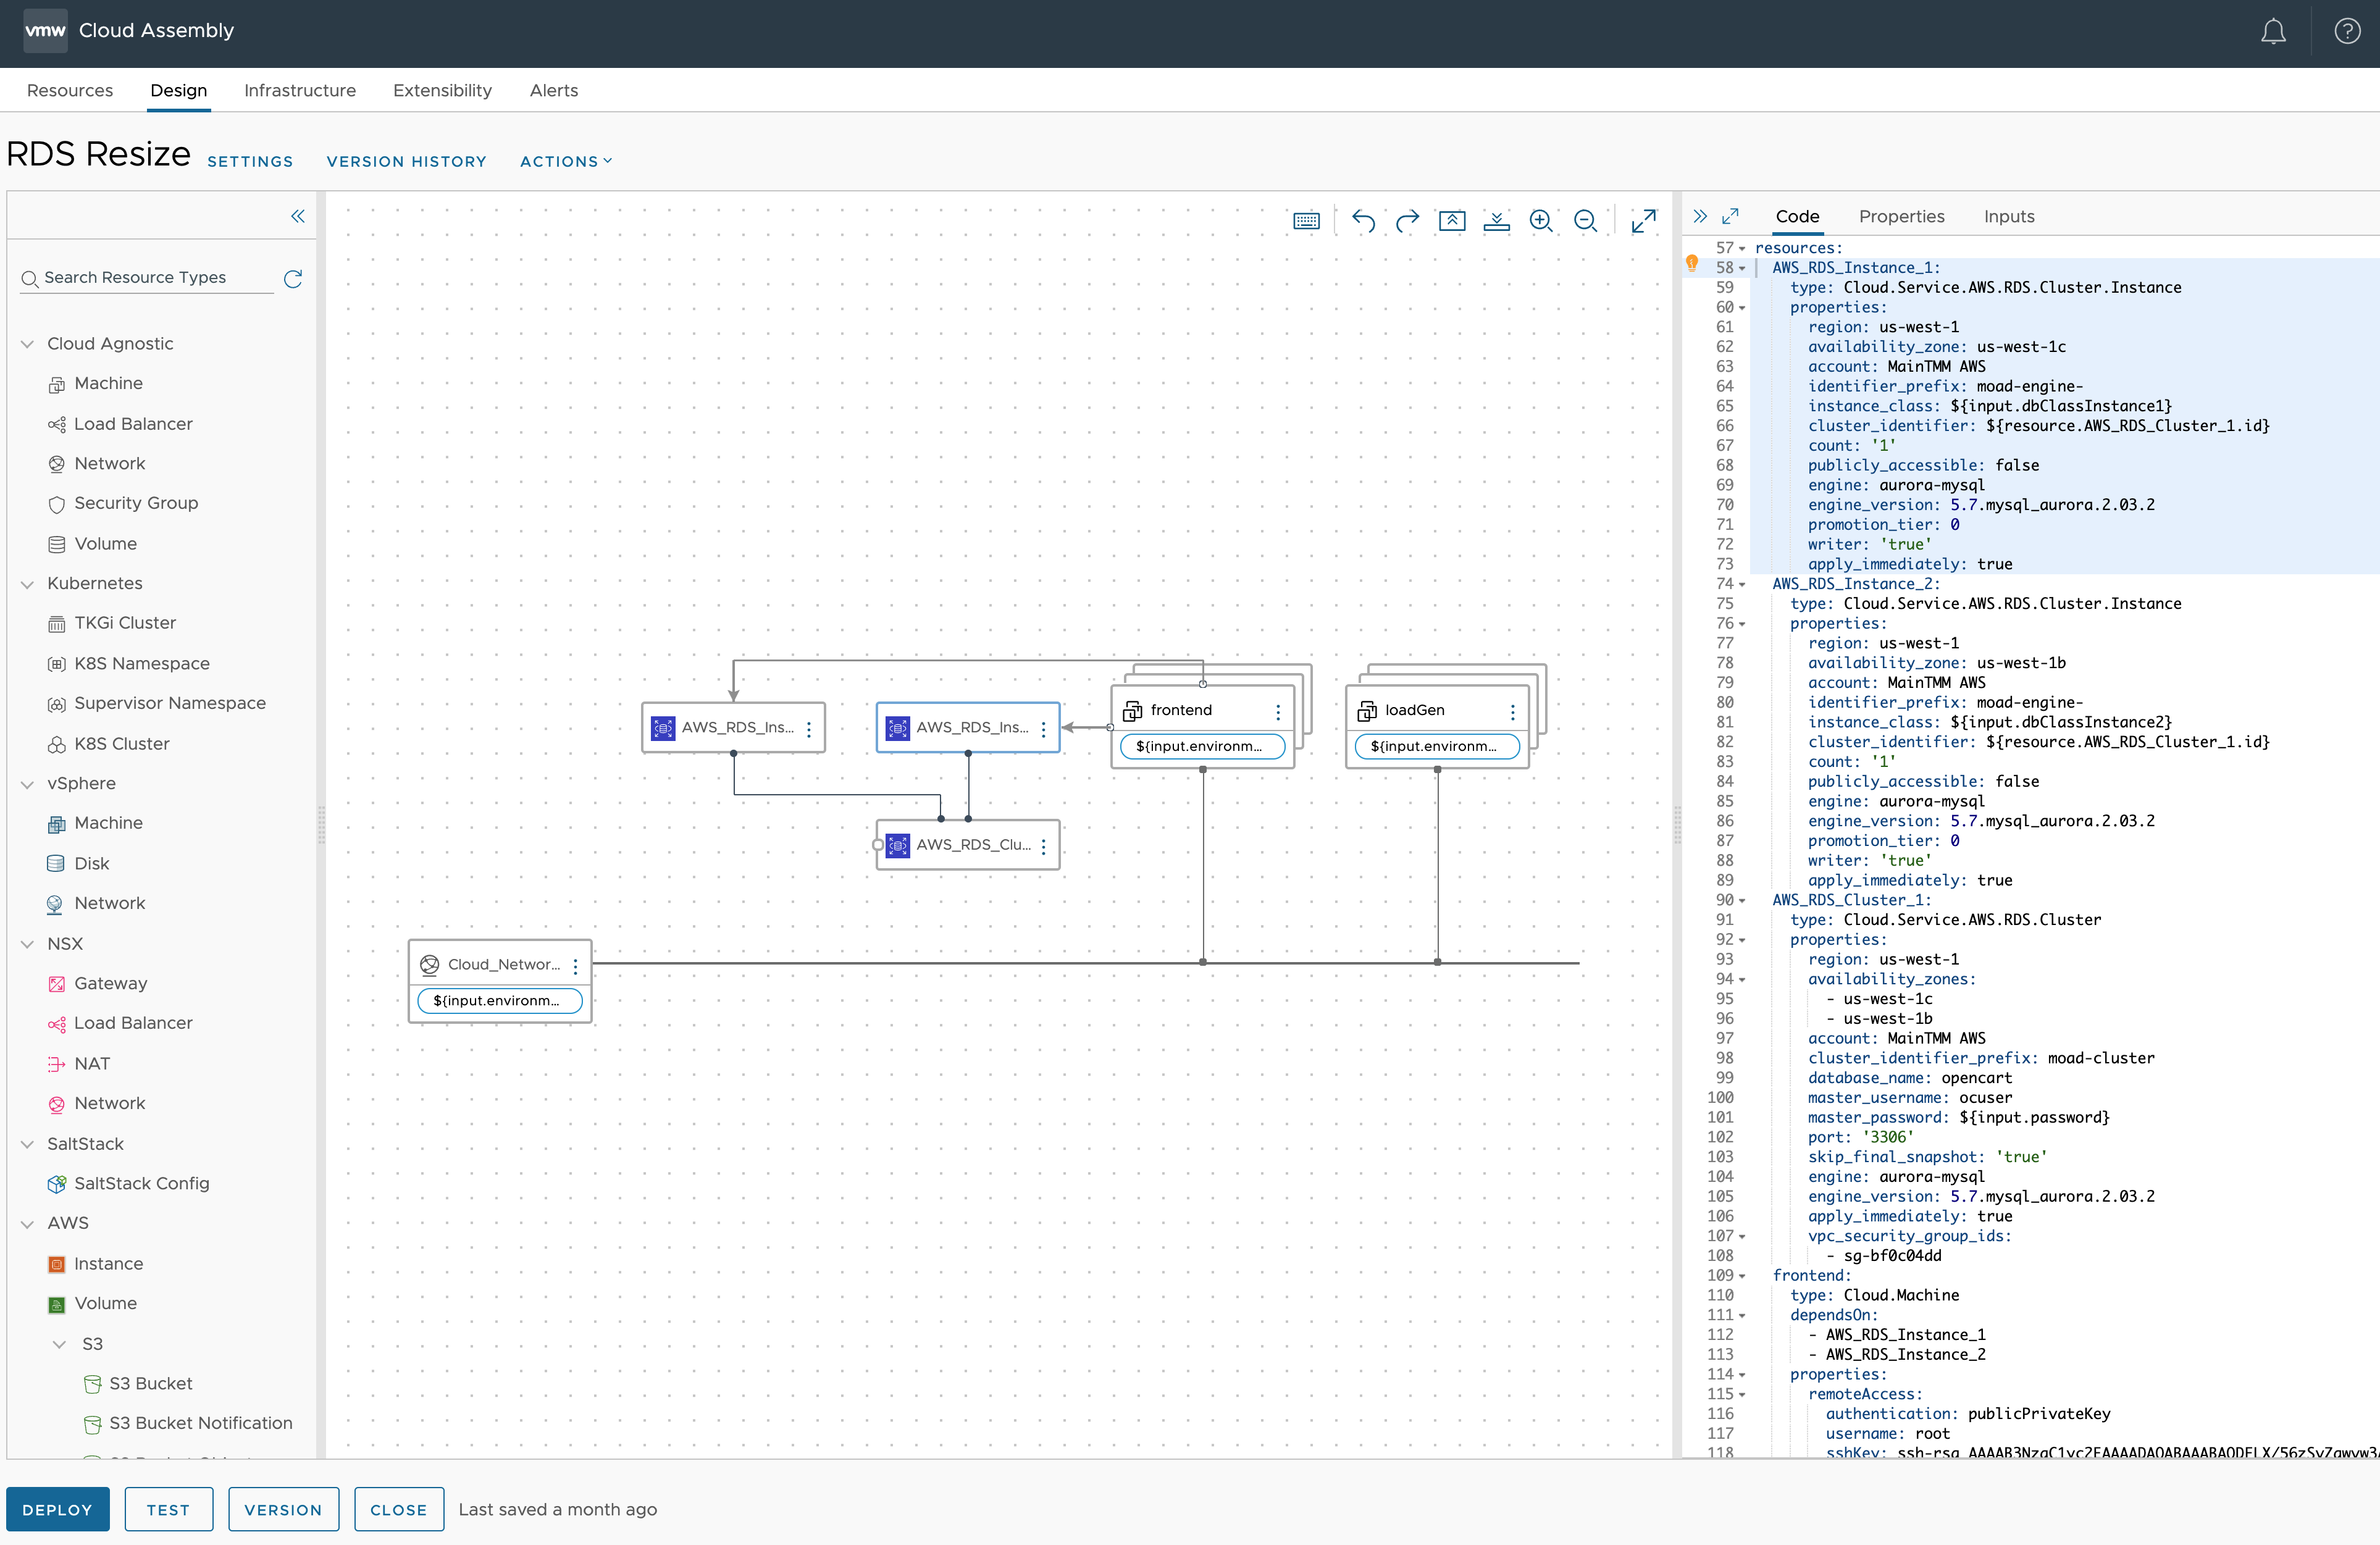 vmw Cloud Assembly
Resources Design Infrastructure Extensibility Alerts
RDS Resize SETTINGS VERSION HISTORY ACTIONS
Search Resource Types
Cloud Agnostic
Machine
Load Balancer
Network
Security Group
Volume
Kubernetes
TKGi Cluster
K8S Namespace
Supervisor Namespace
K8S Cluster
vSphere
Machine
Disk
Network
NSX
Gateway
Load Balancer
NAT
Network
SaltStack
SaltStack Config
AWS
Instance
Volume
S3
S3 Bucket
S3 Bucket Notification
AWS_RDS_Ins...
AWS_RDS_Ins...
frontend
${input.environm...
loadGen
${input.environm...
AWS_RDS_Clu...
Cloud_Networ...
${input.environm...
Code Properties Inputs
57 resources:
58 AWS_RDS_Instance_1:
59 type: Cloud.Service.AWS.RDS.Cluster.Instance
60 properties:
61 region: us-west-1
62 availability_zone: us-west-1c
63 account: MainTMM AWS
64 identifier_prefix: moad-engine-
65 instance_class: ${input.dbClassInstance1}
66 cluster_identifier: ${resource.AWS_RDS_Cluster_1.id}
67 count: '1'
68 publicly_accessible: false
69 engine: aurora-mysql
70 engine_version: 5.7.mysql_aurora.2.03.2
71 promotion_tier: 0
72 writer: 'true'
73 apply_immediately: true
74 AWS_RDS_Instance_2:
75 type: Cloud.Service.AWS.RDS.Cluster.Instance
76 properties:
77 region: us-west-1
78 availability_zone: us-west-1b
79 account: MainTMM AWS
80 identifier_prefix: moad-engine-
81 instance_class: ${input.dbClassInstance2}
82 cluster_identifier: ${resource.AWS_RDS_Cluster_1.id}
83 count: '1'
84 publicly_accessible: false
85 engine: aurora-mysql
86 engine_version: 5.7.mysql_aurora.2.03.2
87 promotion_tier: 0
88 writer: 'true'
89 apply_immediately: true
90 AWS_RDS_Cluster_1:
91 type: Cloud.Service.AWS.RDS.Cluster
92 properties:
93 region: us-west-1
94 availability_zones:
95 - us-west-1c
96 - us-west-1b
97 account: MainTMM AWS
98 cluster_identifier_prefix: moad-cluster
99 database_name: opencart
100 master_username: ocuser
101 master_password: ${input.password}
102 port: '3306'
103 skip_final_snapshot: 'true'
104 engine: aurora-mysql
105 engine_version: 5.7.mysql_aurora.2.03.2
106 apply_immediately: true
107 vpc_security_group_ids:
108 - sg-bf0c04dd
109 frontend:
110 type: Cloud.Machine
111 dependsOn:
112 - AWS_RDS_Instance_1
113 - AWS_RDS_Instance_2
114 properties:
115 remoteAccess:
116 authentication: publicPrivateKey
117 username: root
118 sshKey: ssh-rsa
DEPLOY TEST VERSION CLOSE Last saved a month ago